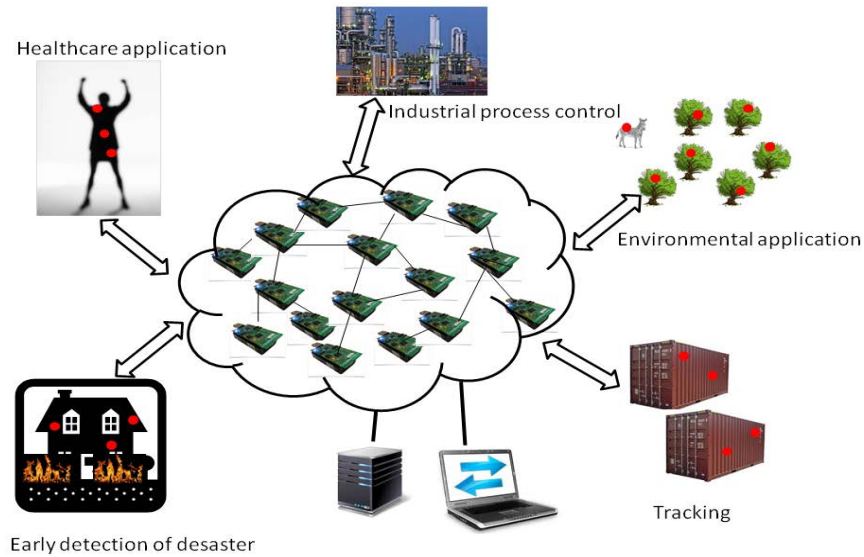 Healthcare application
Industrial process control
Environmental application
Tracking
Early detection of desaster